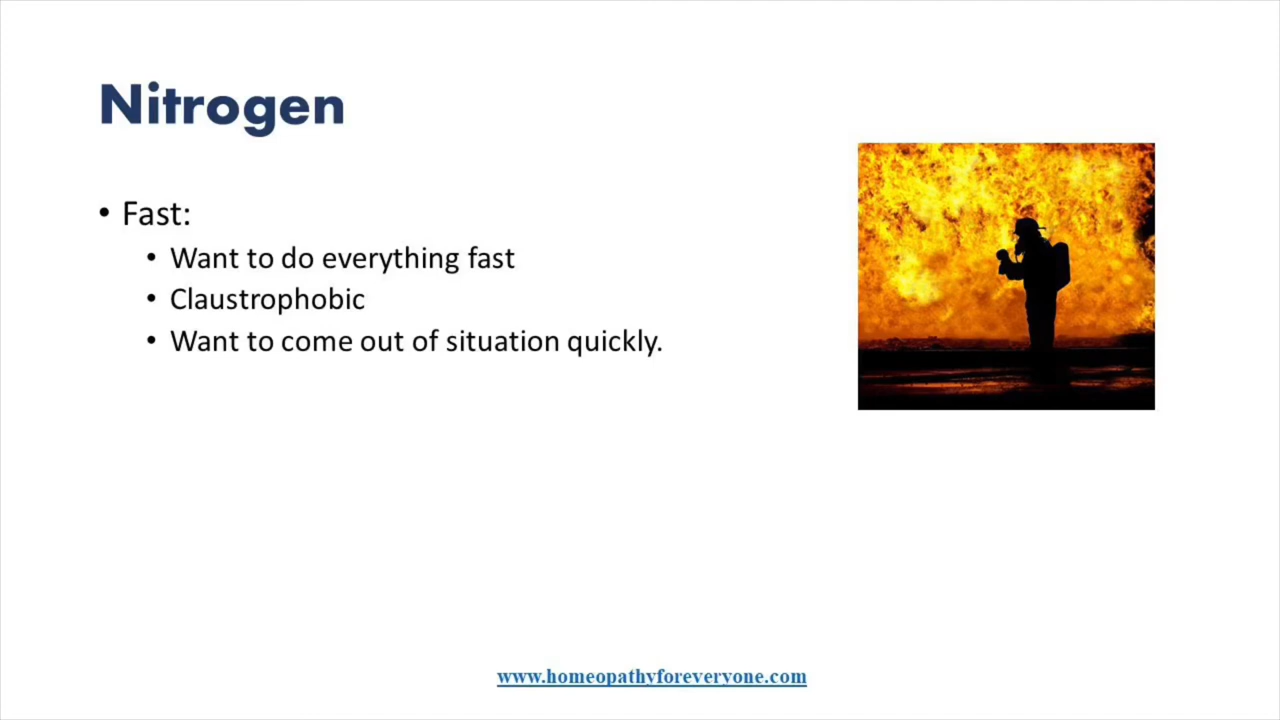 Nitrogen
• Fast:
• Want to do everything fast
• Claustrophobic
• Want to come out of situation quickly.
www.homeopathyforeveryone.com